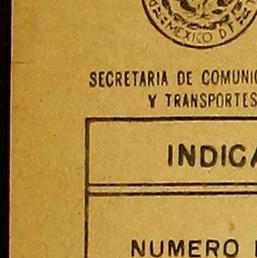 MEXICO D F
SECRETARIA DE COMUNIC
Y TRANSPORTES
INDICA
NUMERO